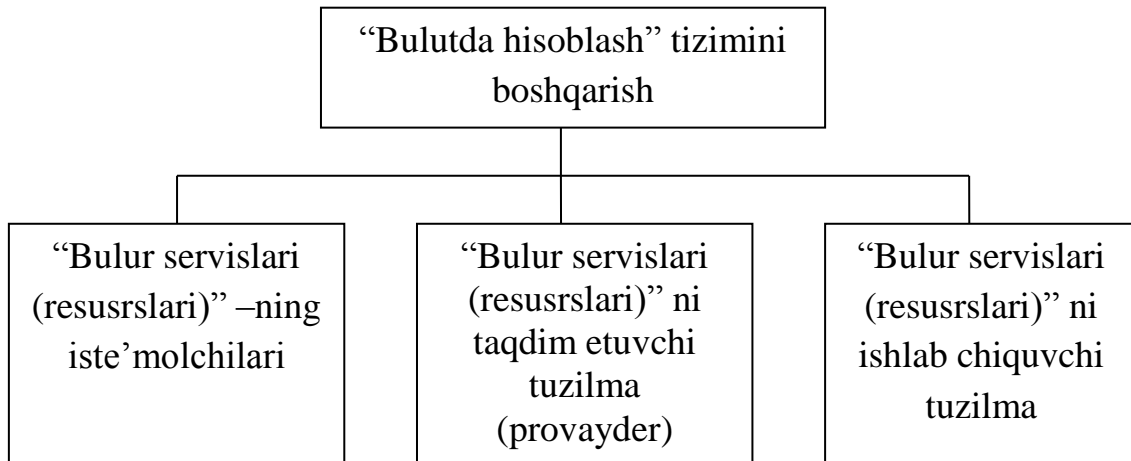 “Bulutda hisoblash” tizimini
boshqarish
“Bulur servislari
(resusrslari)” –ning
iste’molchilari
“Bulur servislari
(resusrslari)” ni
taqdim etuvchi
tuzilma
(provayder)
“Bulur servislari
(resusrslari)” ni
ishlab chiquvchi
tuzilma